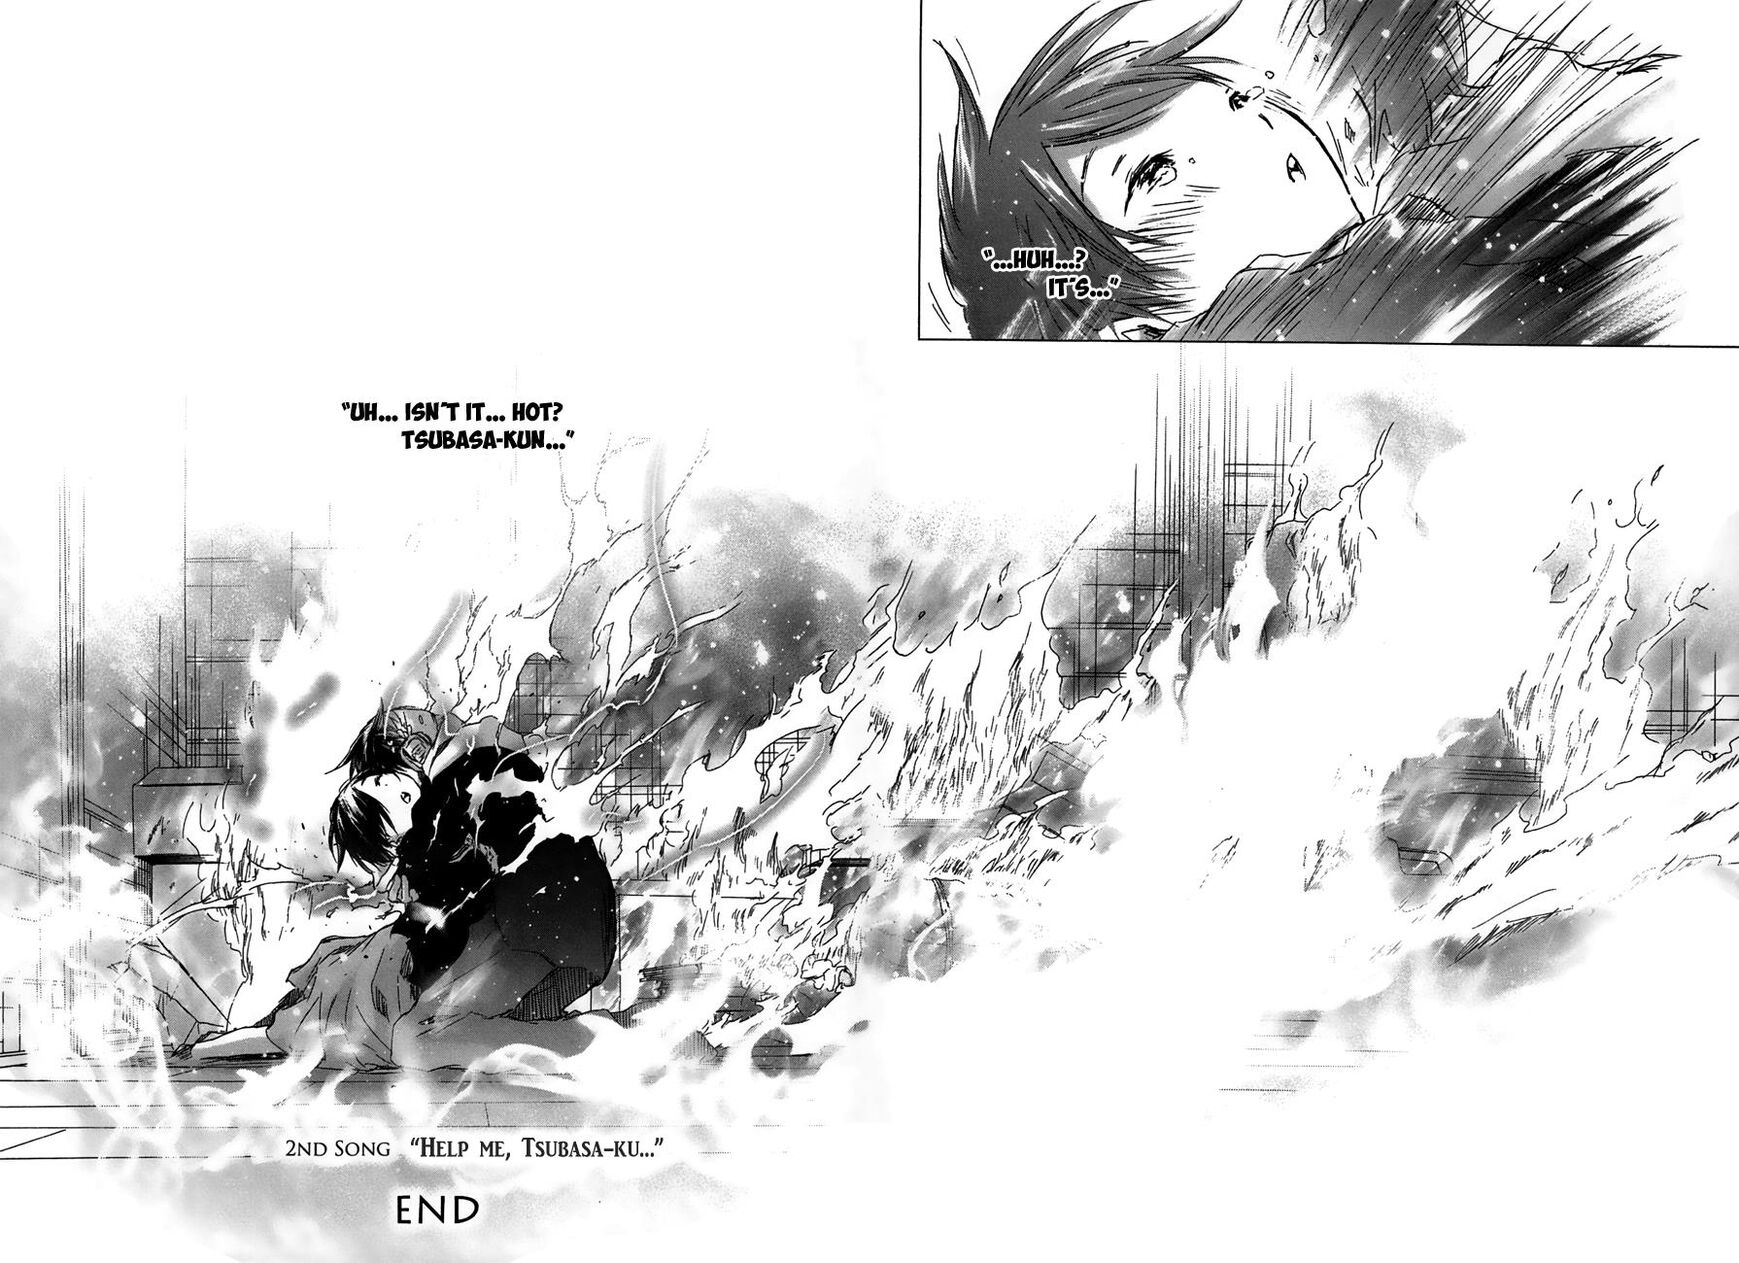 "...HUH...?
IT'S..."
"UH... ISN'T IT... HOT?
TSUBASA-KUN..."
2ND SONG "HELP ME, TSUBASA-KU..."
END